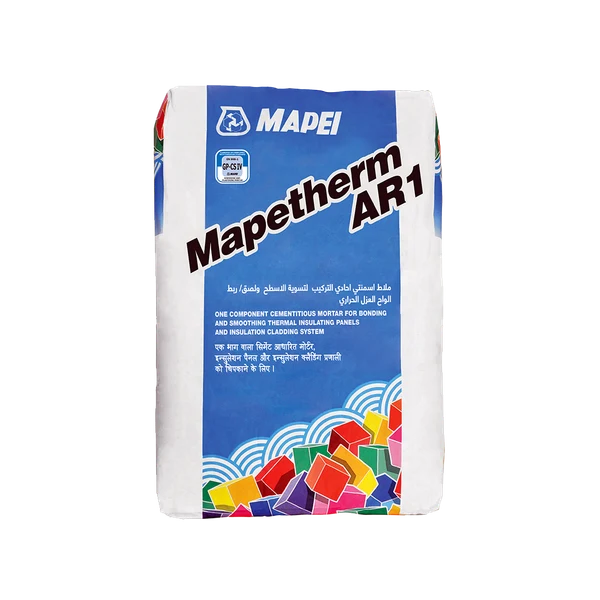 MAPEI
GP-CS IV
Mapetherm
AR1
ملاط اسمنتي احادي التركيب لتسوية الاسطح ولصق/ ربط
الواح العزل الحراري
ONE COMPONENT CEMENTITIOUS MORTAR FOR BONDING
AND SMOOTHING THERMAL INSULATING PANELS
AND INSULATION CLADDING SYSTEM
एक भाग वाला सिमेंट आधारित मोर्टर,
इन्सुलेशन पैनल और इन्सुलेशन क्लैडिंग प्रणाली
को चिपकाने के लिए।